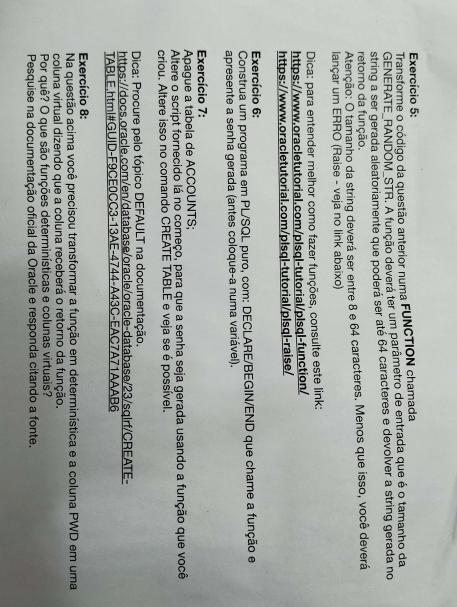 Exercício 5:
Transforme o código da questão anterior numa FUNCTION chamada
GENERATE_RANDOM_STR. A função deverá ter um parâmetro de entrada que é o tamanho da
string a ser gerada aleatoriamente que poderá ser até 64 caracteres e devolver a string gerada no
retorno da função.
Atenção: O tamanho da string deverá ser entre 8 e 64 caracteres. Menos que isso, você deverá
lançar um ERRO (Raise - veja no link abaixo)
Dica: para entender melhor como fazer funções, consulte este link:
https://www.oracletutorial.com/plsql-tutorial/plsql-function/
https://www.oracletutorial.com/plsql-tutorial/plsql-raise/
Exercício 6:
Construa um programa em PL/SQL puro, com: DECLARE/BEGIN/END que chame a função e
apresente a senha gerada (antes coloque-a numa variável).
Exercício 7:
Apague a tabela de ACCOUNTS;
Altere o script fornecido lá no começo, para que a senha seja gerada usando a função que você
criou. Altere isso no comando CREATE TABLE e veja se é possível.
Dica: Procure pelo tópico DEFAULT na documentação.
https://docs.oracle.com/en/database/oracle/oracle-database/23/sqlrf/CREATE-
TABLE.html#GUID-F9CE0CC3-13AE-4744-A43C-EAC7A71AAAB6
Exercício 8:
Na questão acima você precisou transformar a função em determinística e a coluna PWD em uma
coluna virtual dizendo que a coluna receberá o retorno da função.
Por quê? O que são funções determinísticas e colunas virtuais?
Pesquise na documentação oficial da Oracle e responda citando a fonte.